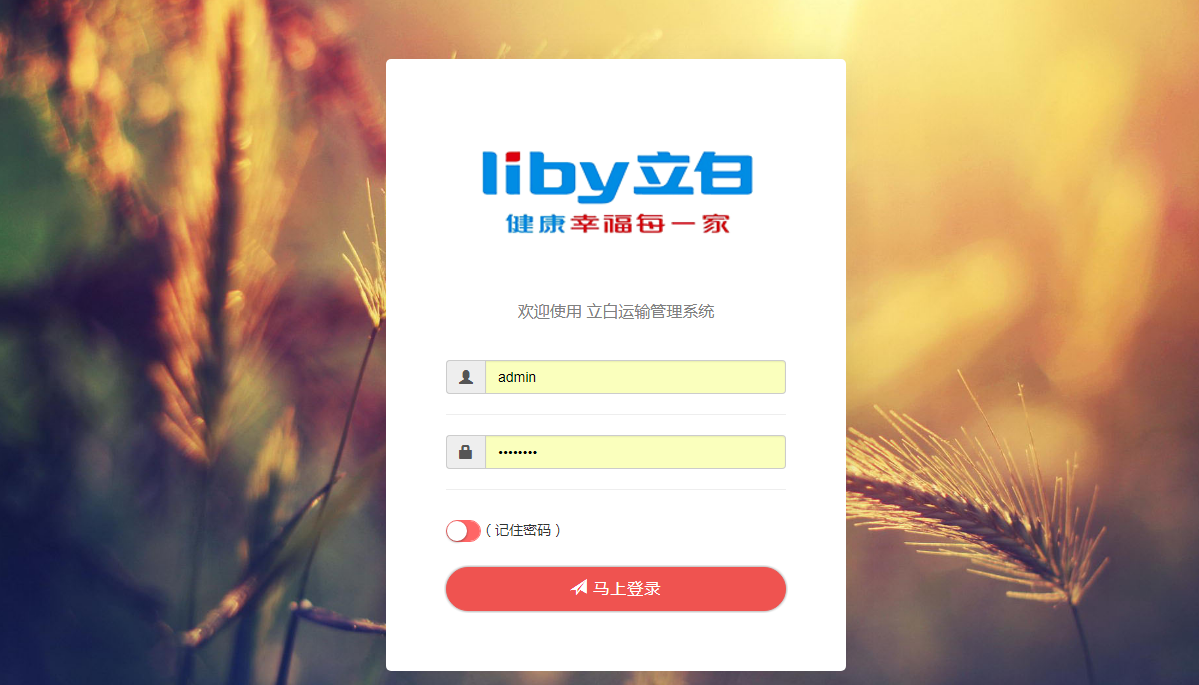 liby立白
健康幸福每一家
欢迎使用 立白运输管理系统
admin
••••••••
( 记住密码 )
马上登录